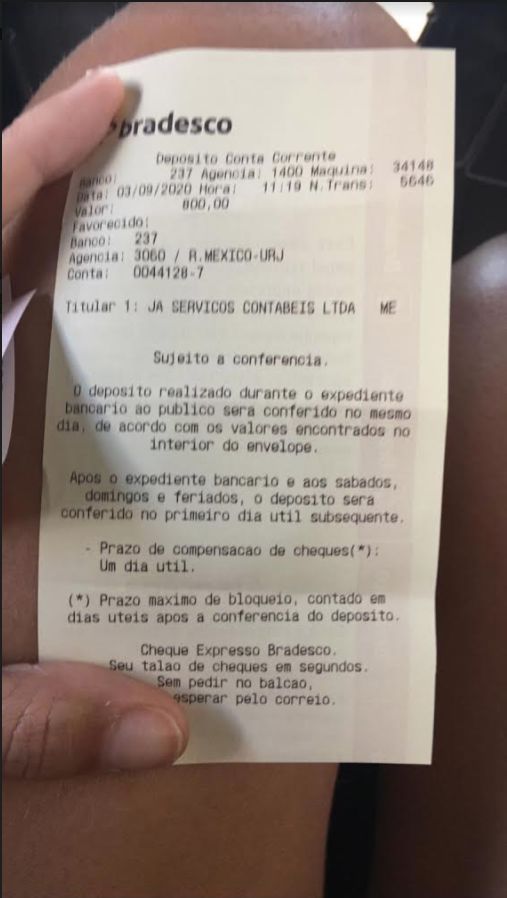 bradesco
Deposito Conta Corrente
Banco: 237 Agencia: 1400 Maquina: 34148
Data: 03/09/2020 Hora: 11:19 N.Trans: 6646
Valor: 800,00
Favorecido:
Banco: 237
Agencia: 3060 / R.MEXICO-URJ
Conta: 0044128-7
Titular 1: JA SERVICOS CONTABEIS LTDA ME
Sujeito a conferencia.
O deposito realizado durante o expediente
bancario ao publico sera conferido no mesmo
dia, de acordo com os valores encontrados no
interior do envelope.
Apos o expediente bancario e aos sabados,
domingos e feriados, o deposito sera
conferido no primeiro dia util subsequente.
- Prazo de compensacao de cheques(*):
Um dia util.
(*) Prazo maximo de bloqueio, contado em
dias uteis apos a conferencia do deposito.
Cheque Expresso Bradesco.
Seu talao de cheques em segundos.
Sem pedir no balcao,
esperar pelo correio.